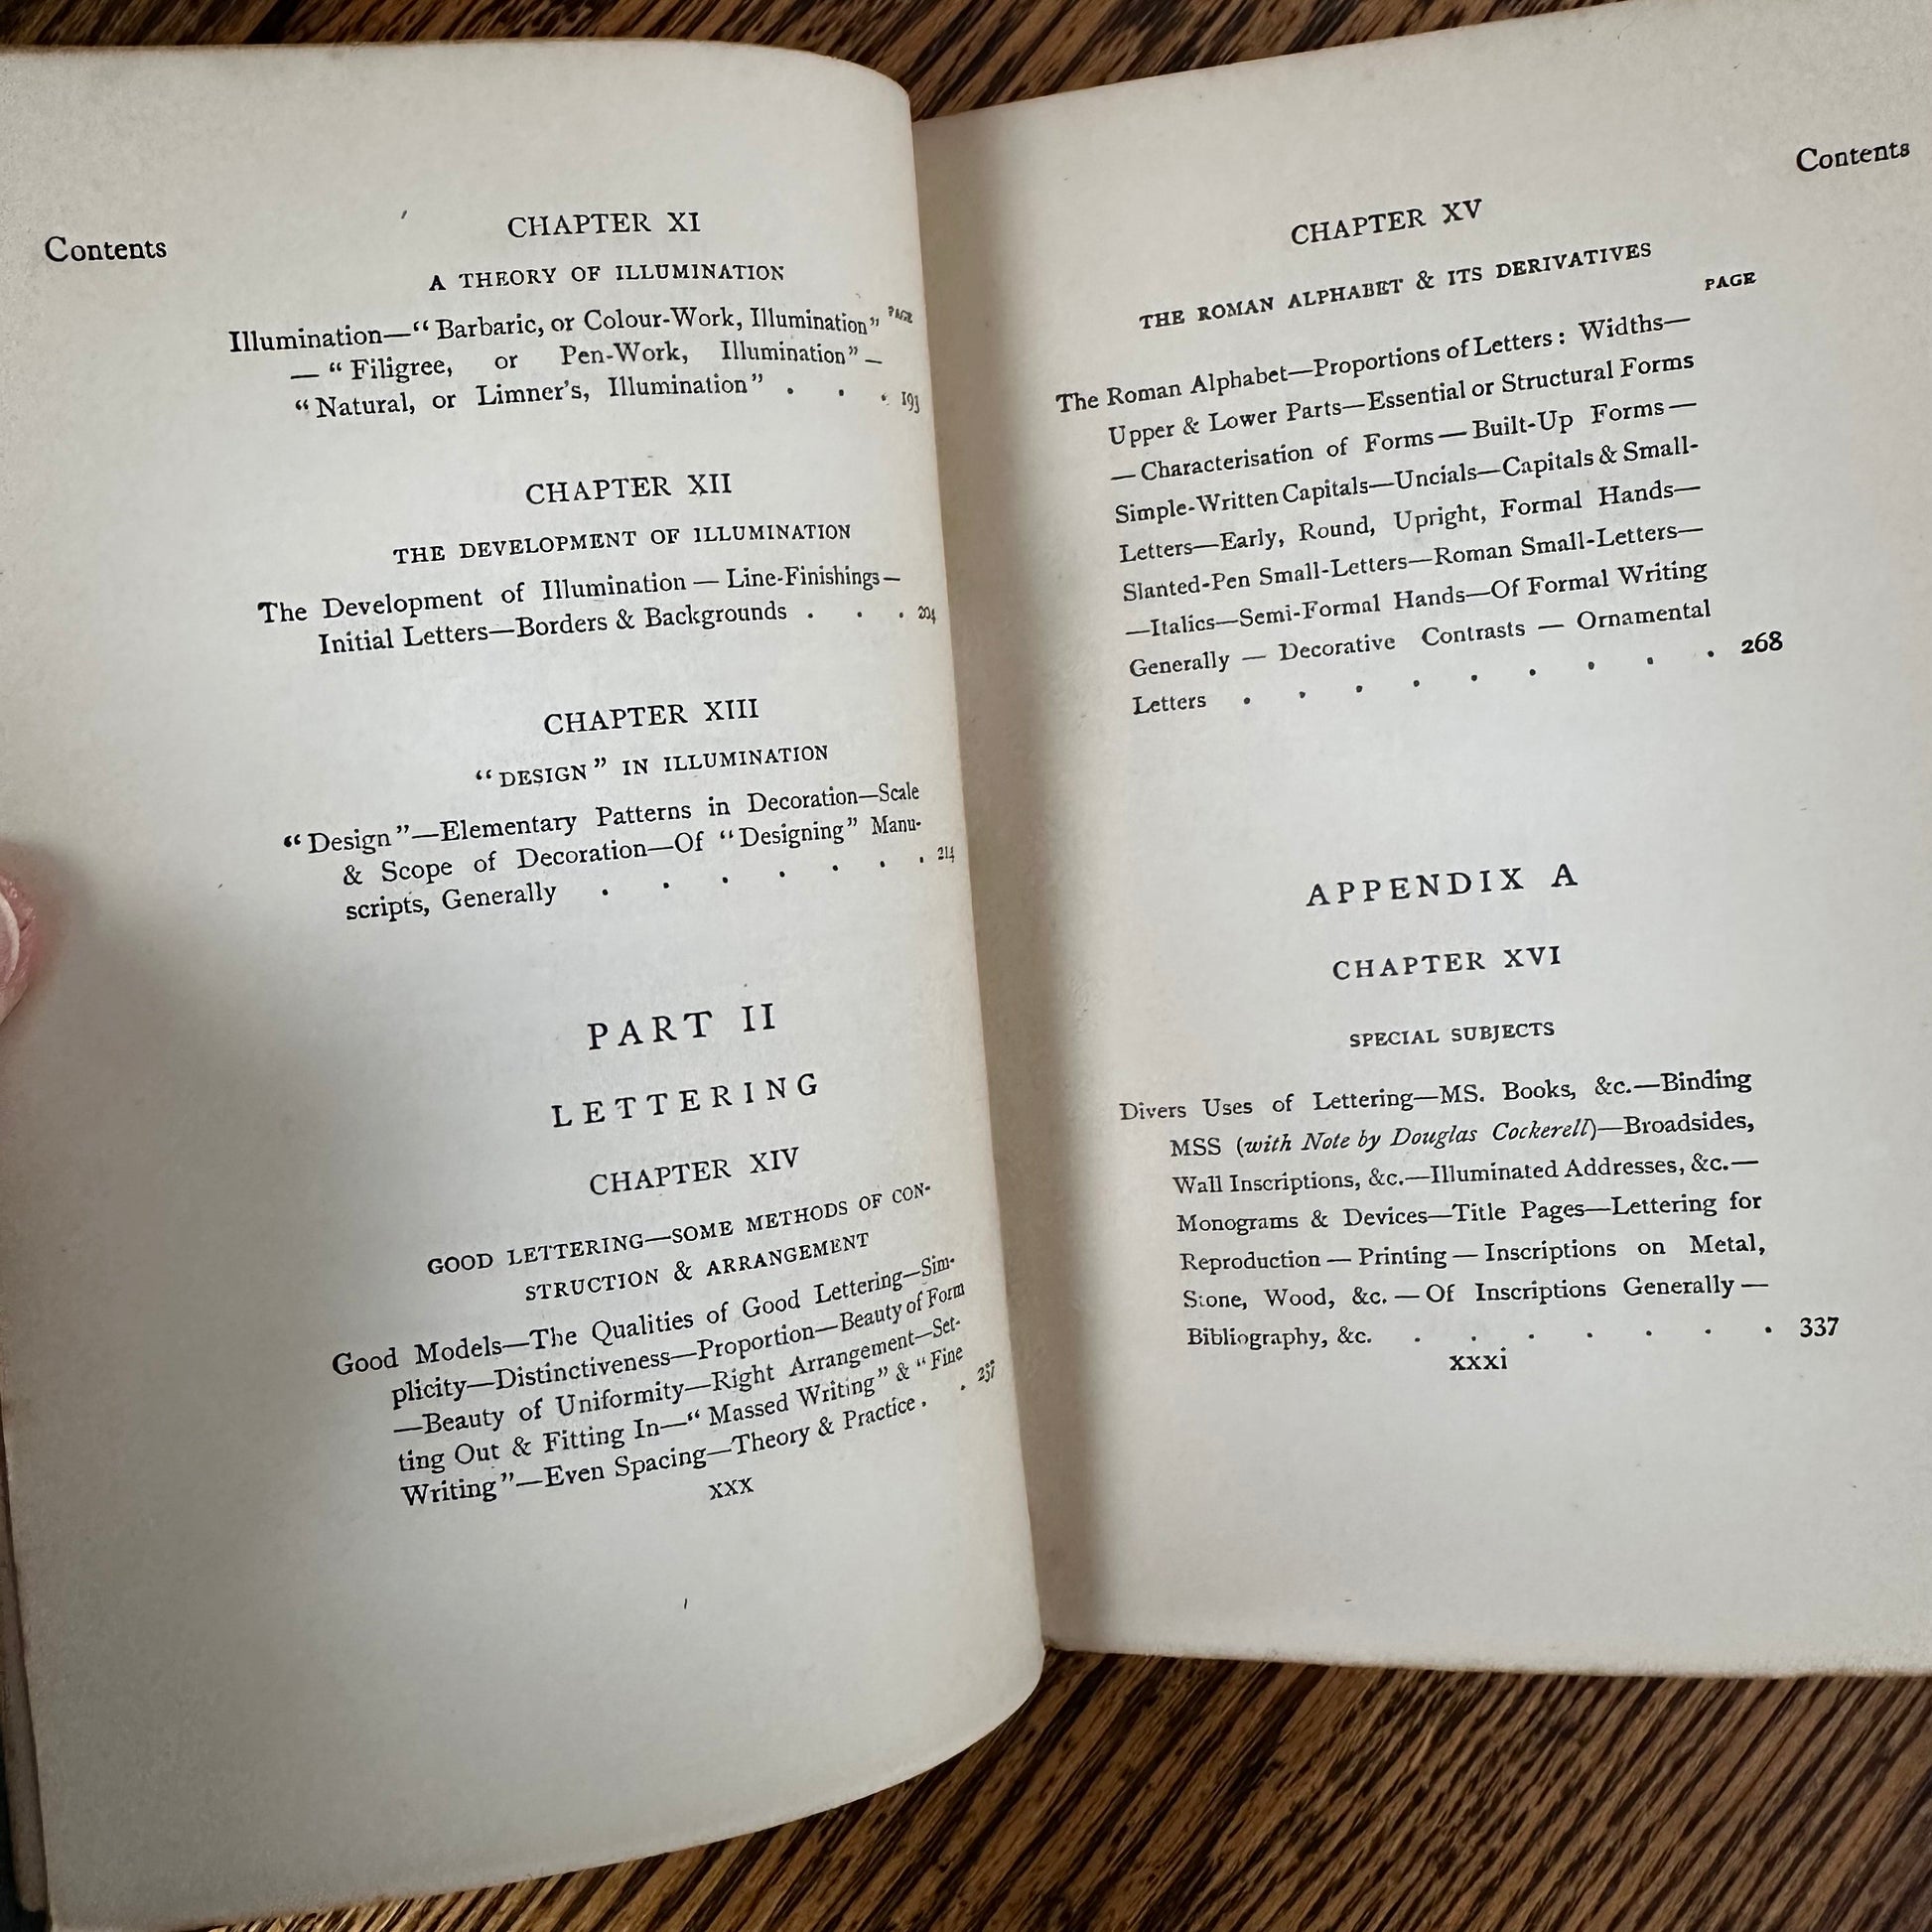 Contents
CHAPTER XI
A THEORY OF ILLUMINATION
PAGE
Illumination—“Barbaric, or Colour-Work, Illumination”
—“Filigree, or Pen-Work, Illumination”—
“Natural, or Limner's, Illumination” . . . 193
CHAPTER XII
THE DEVELOPMENT OF ILLUMINATION
The Development of Illumination — Line-Finishings—
Initial Letters—Borders & Backgrounds . . . 204
CHAPTER XIII
“DESIGN” IN ILLUMINATION
“Design”—Elementary Patterns in Decoration—Scale
& Scope of Decoration—Of “Designing” Manu-
scripts, Generally . . . . . . . 214
PART II
LETTERING
CHAPTER XIV
GOOD LETTERING—SOME METHODS OF CON-
STRUCTION & ARRANGEMENT
Good Models—The Qualities of Good Lettering—Sim-
plicity—Distinctiveness—Proportion—Beauty of Form
—Beauty of Uniformity—Right Arrangement—Set-
ting Out & Fitting In—“Massed Writing” & “Fine
Writing”—Even Spacing—Theory & Practice . . 237
xxx
Contents
CHAPTER XV
THE ROMAN ALPHABET & ITS DERIVATIVES
PAGE
The Roman Alphabet—Proportions of Letters: Widths—
Upper & Lower Parts—Essential or Structural Forms
—Characterisation of Forms—Built-Up Forms—
Simple-Written Capitals—Uncials—Capitals & Small-
Letters—Early, Round, Upright, Formal Hands—
Slanted-Pen Small-Letters—Roman Small-Letters—
—Italics—Semi-Formal Hands—Of Formal Writing
Generally — Decorative Contrasts — Ornamental
Letters . . . . . . . . . 268
APPENDIX A
CHAPTER XVI
SPECIAL SUBJECTS
Divers Uses of Lettering—MS. Books, &c.—Binding
MSS (with Note by Douglas Cockerell)—Broadsides,
Wall Inscriptions, &c.—Illuminated Addresses, &c.—
Monograms & Devices—Title Pages—Lettering for
Reproduction — Printing — Inscriptions on Metal,
Stone, Wood, &c. — Of Inscriptions Generally —
Bibliography, &c. . . . . . . . 337
xxxi